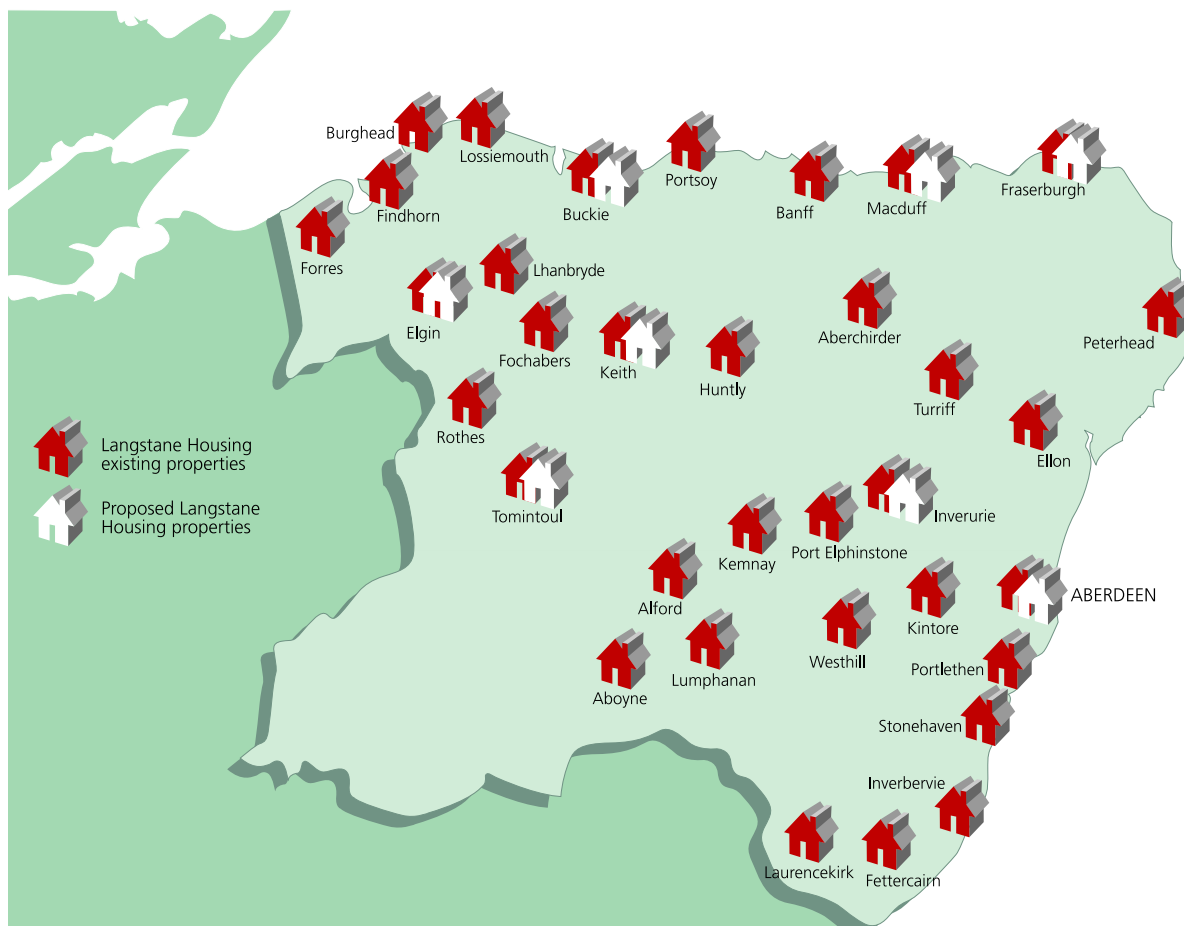 Burghead
Lossiemouth
Findhorn
Buckie
Portsoy
Banff
Macduff
Fraserburgh
Forres
Lhanbryde
Elgin
Fochabers
Keith
Huntly
Aberchirder
Peterhead
Turriff
Rothes
Ellon
Langstane Housing
existing properties
Proposed Langstane
Housing properties
Tomintoul
Inverurie
Port Elphinstone
Kemnay
Alford
ABERDEEN
Kintore
Westhill
Lumphanan
Aboyne
Portlethen
Stonehaven
Inverbervie
Laurencekirk
Fettercairn